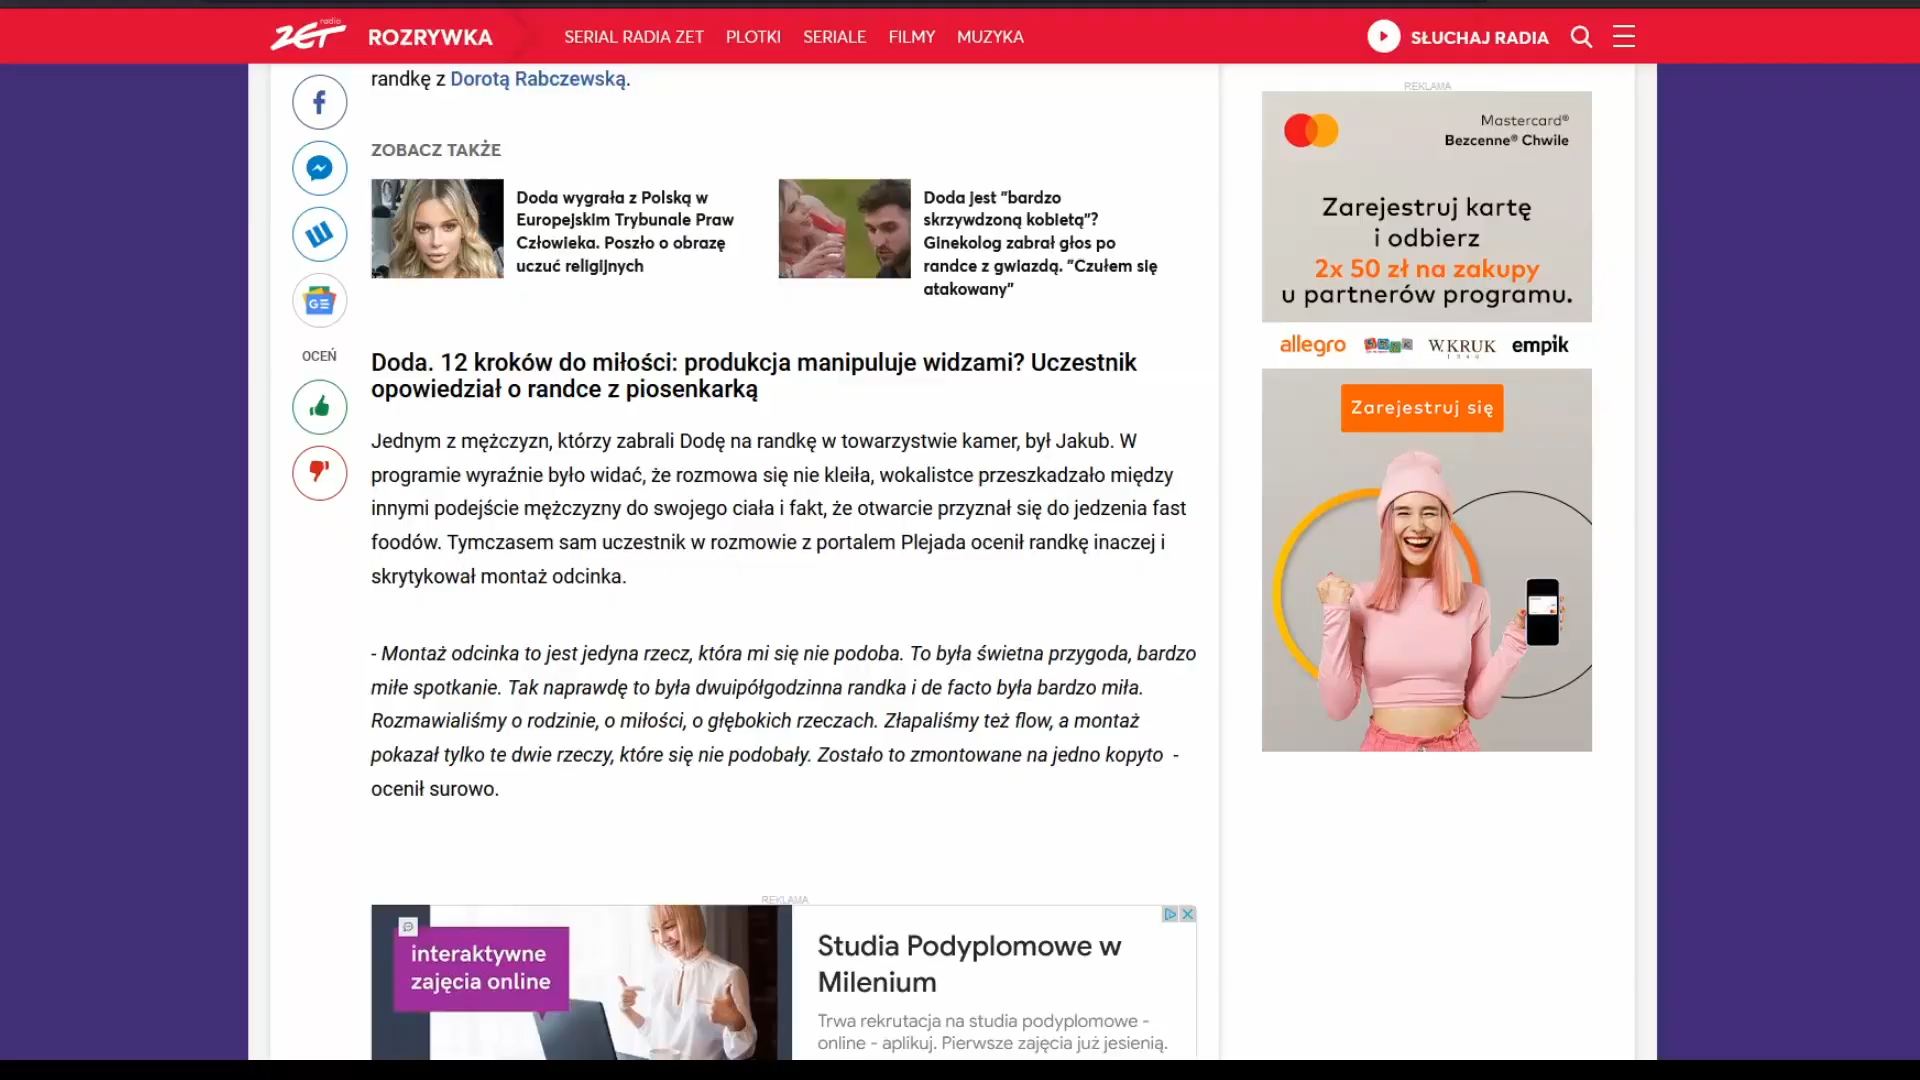 radio
ZET
ROZRYWKA
SERIAL RADIA ZET
PLOTKI
SERIALE
FILMY
MUZYKA
SŁUCHAJ RADIA
randkę z Dorotą Rabczewską.
ZOBACZ TAKŻE
Doda wygrała z Polską w
Europejskim Trybunale Praw
Człowieka. Poszło o obrazę
uczuć religijnych
Doda jest "bardzo
skrzywdzoną kobietą"?
Ginekolog zabrał głos po
randce z gwiazdą. "Czułem się
atakowany"
GE
OCEŃ
Doda. 12 kroków do miłości: produkcja manipuluje widzami? Uczestnik
opowiedział o randce z piosenkarką
Jednym z mężczyzn, którzy zabrali Dodę na randkę w towarzystwie kamer, był Jakub. W
programie wyraźnie było widać, że rozmowa się nie kleiła, wokalistce przeszkadzało między
innymi podejście mężczyzny do swojego ciała i fakt, że otwarcie przyznał się do jedzenia fast
foodów. Tymczasem sam uczestnik w rozmowie z portalem Plejada ocenił randkę inaczej i
skrytykował montaż odcinka.
- Montaż odcinka to jest jedyna rzecz, która mi się nie podoba. To była świetna przygoda, bardzo
miłe spotkanie. Tak naprawdę to była dwuipółgodzinna randka i de facto była bardzo miła.
Rozmawialiśmy o rodzinie, o miłości, o głębokich rzeczach. Złapaliśmy też flow, a montaż
pokazał tylko te dwie rzeczy, które się nie podobały. Zostało to zmontowane na jedno kopyto -
ocenił surowo.
REKLAMA
interaktywne
zajęcia online
Studia Podyplomowe w
Milenium
Trwa rekrutacja na studia podyplomowe -
online - aplikuj. Pierwsze zajęcia już jesienią.
REKLAMA
Mastercard®
Bezcenne® Chwile
Zarejestruj kartę
i odbierz
2x 50 zł na zakupy
u partnerów programu.
allegro
W.KRUK
1840
empik
Zarejestruj się